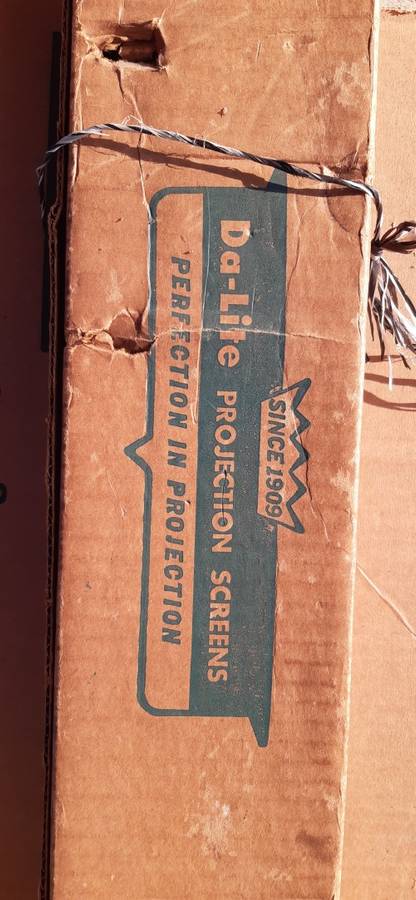 SINCE 1909
Da-Lite PROJECTION SCREENS
PERFECTION IN PROJECTION